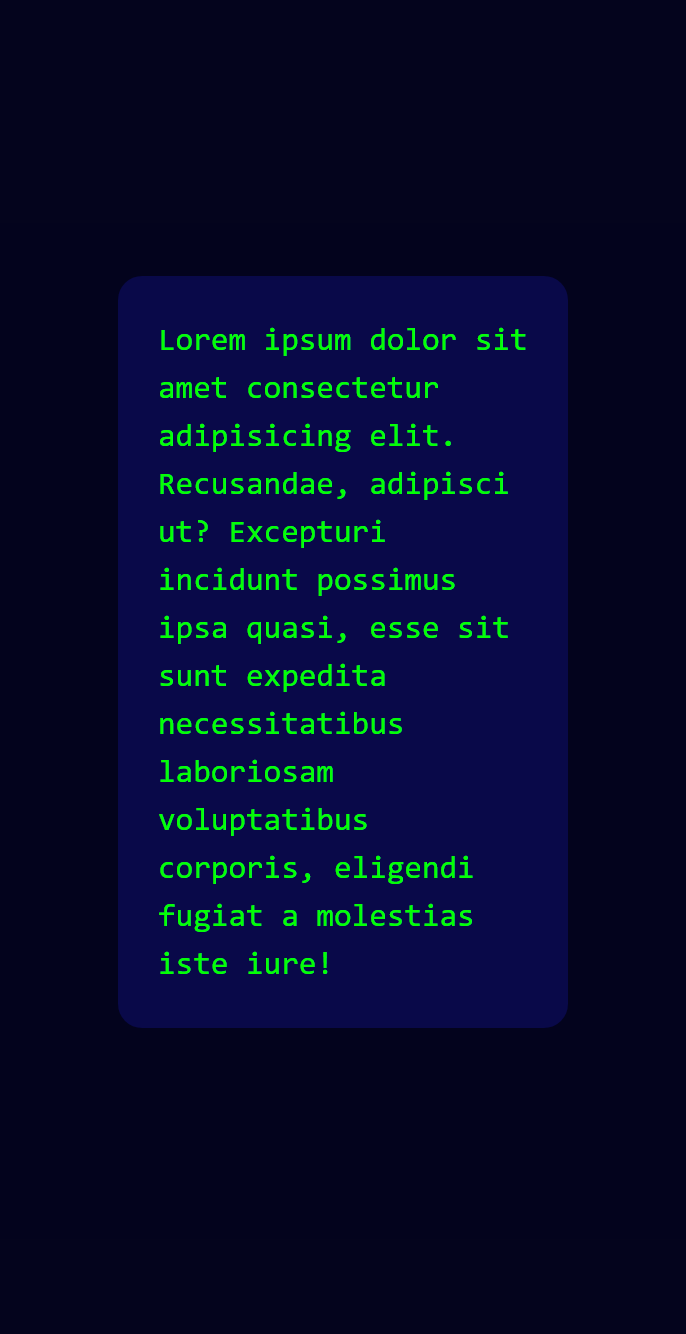 Lorem ipsum dolor sit
amet consectetur
adipisicing elit.
Recusandae, adipisci
ut? Excepturi
incidunt possimus
ipsa quasi, esse sit
sunt expedita
necessitatibus
laboriosam
voluptatibus
corporis, eligendi
fugiat a molestias
iste iure!